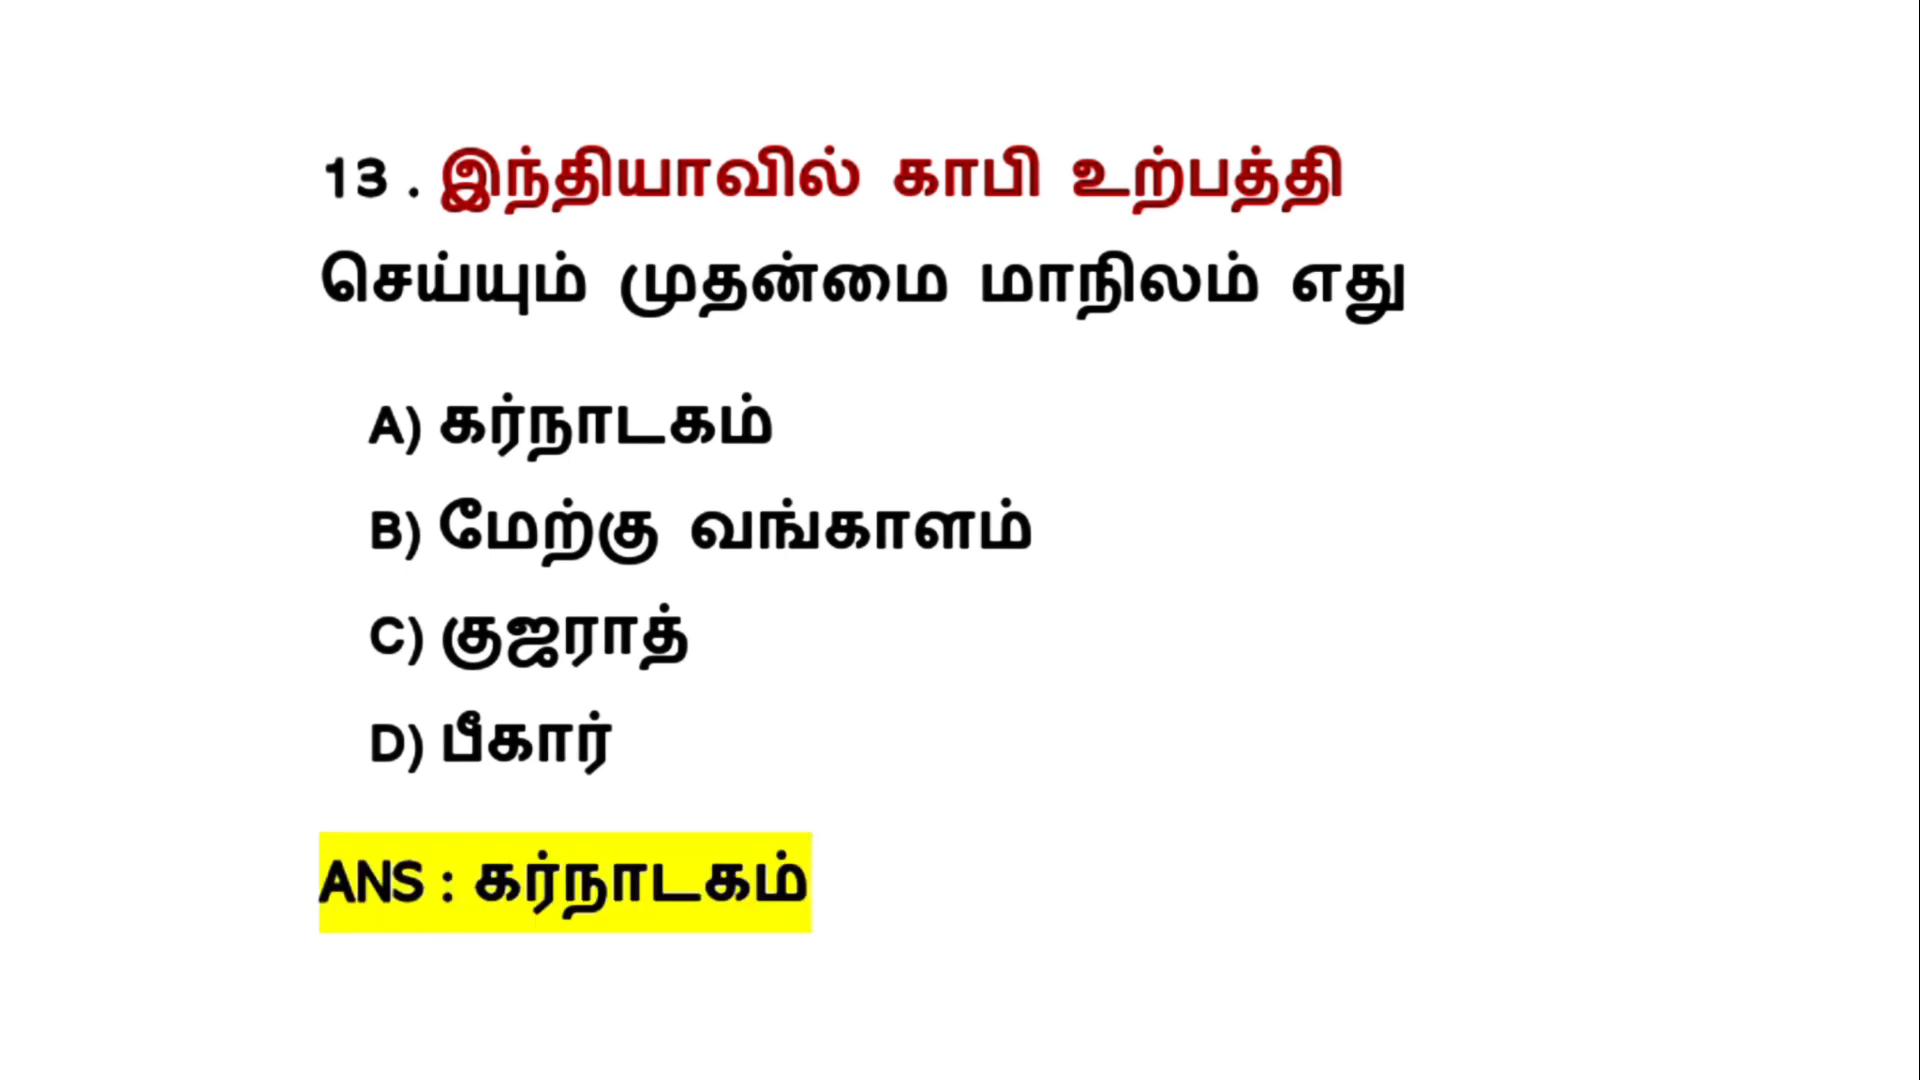 13 . இந்தியாவில் காபி உற்பத்தி
செய்யும் முதன்மை மாநிலம் எது
A) கர்நாடகம்
B) மேற்கு வங்காளம்
C) குஜராத்
D) பீகார்
ANS : கர்நாடகம்